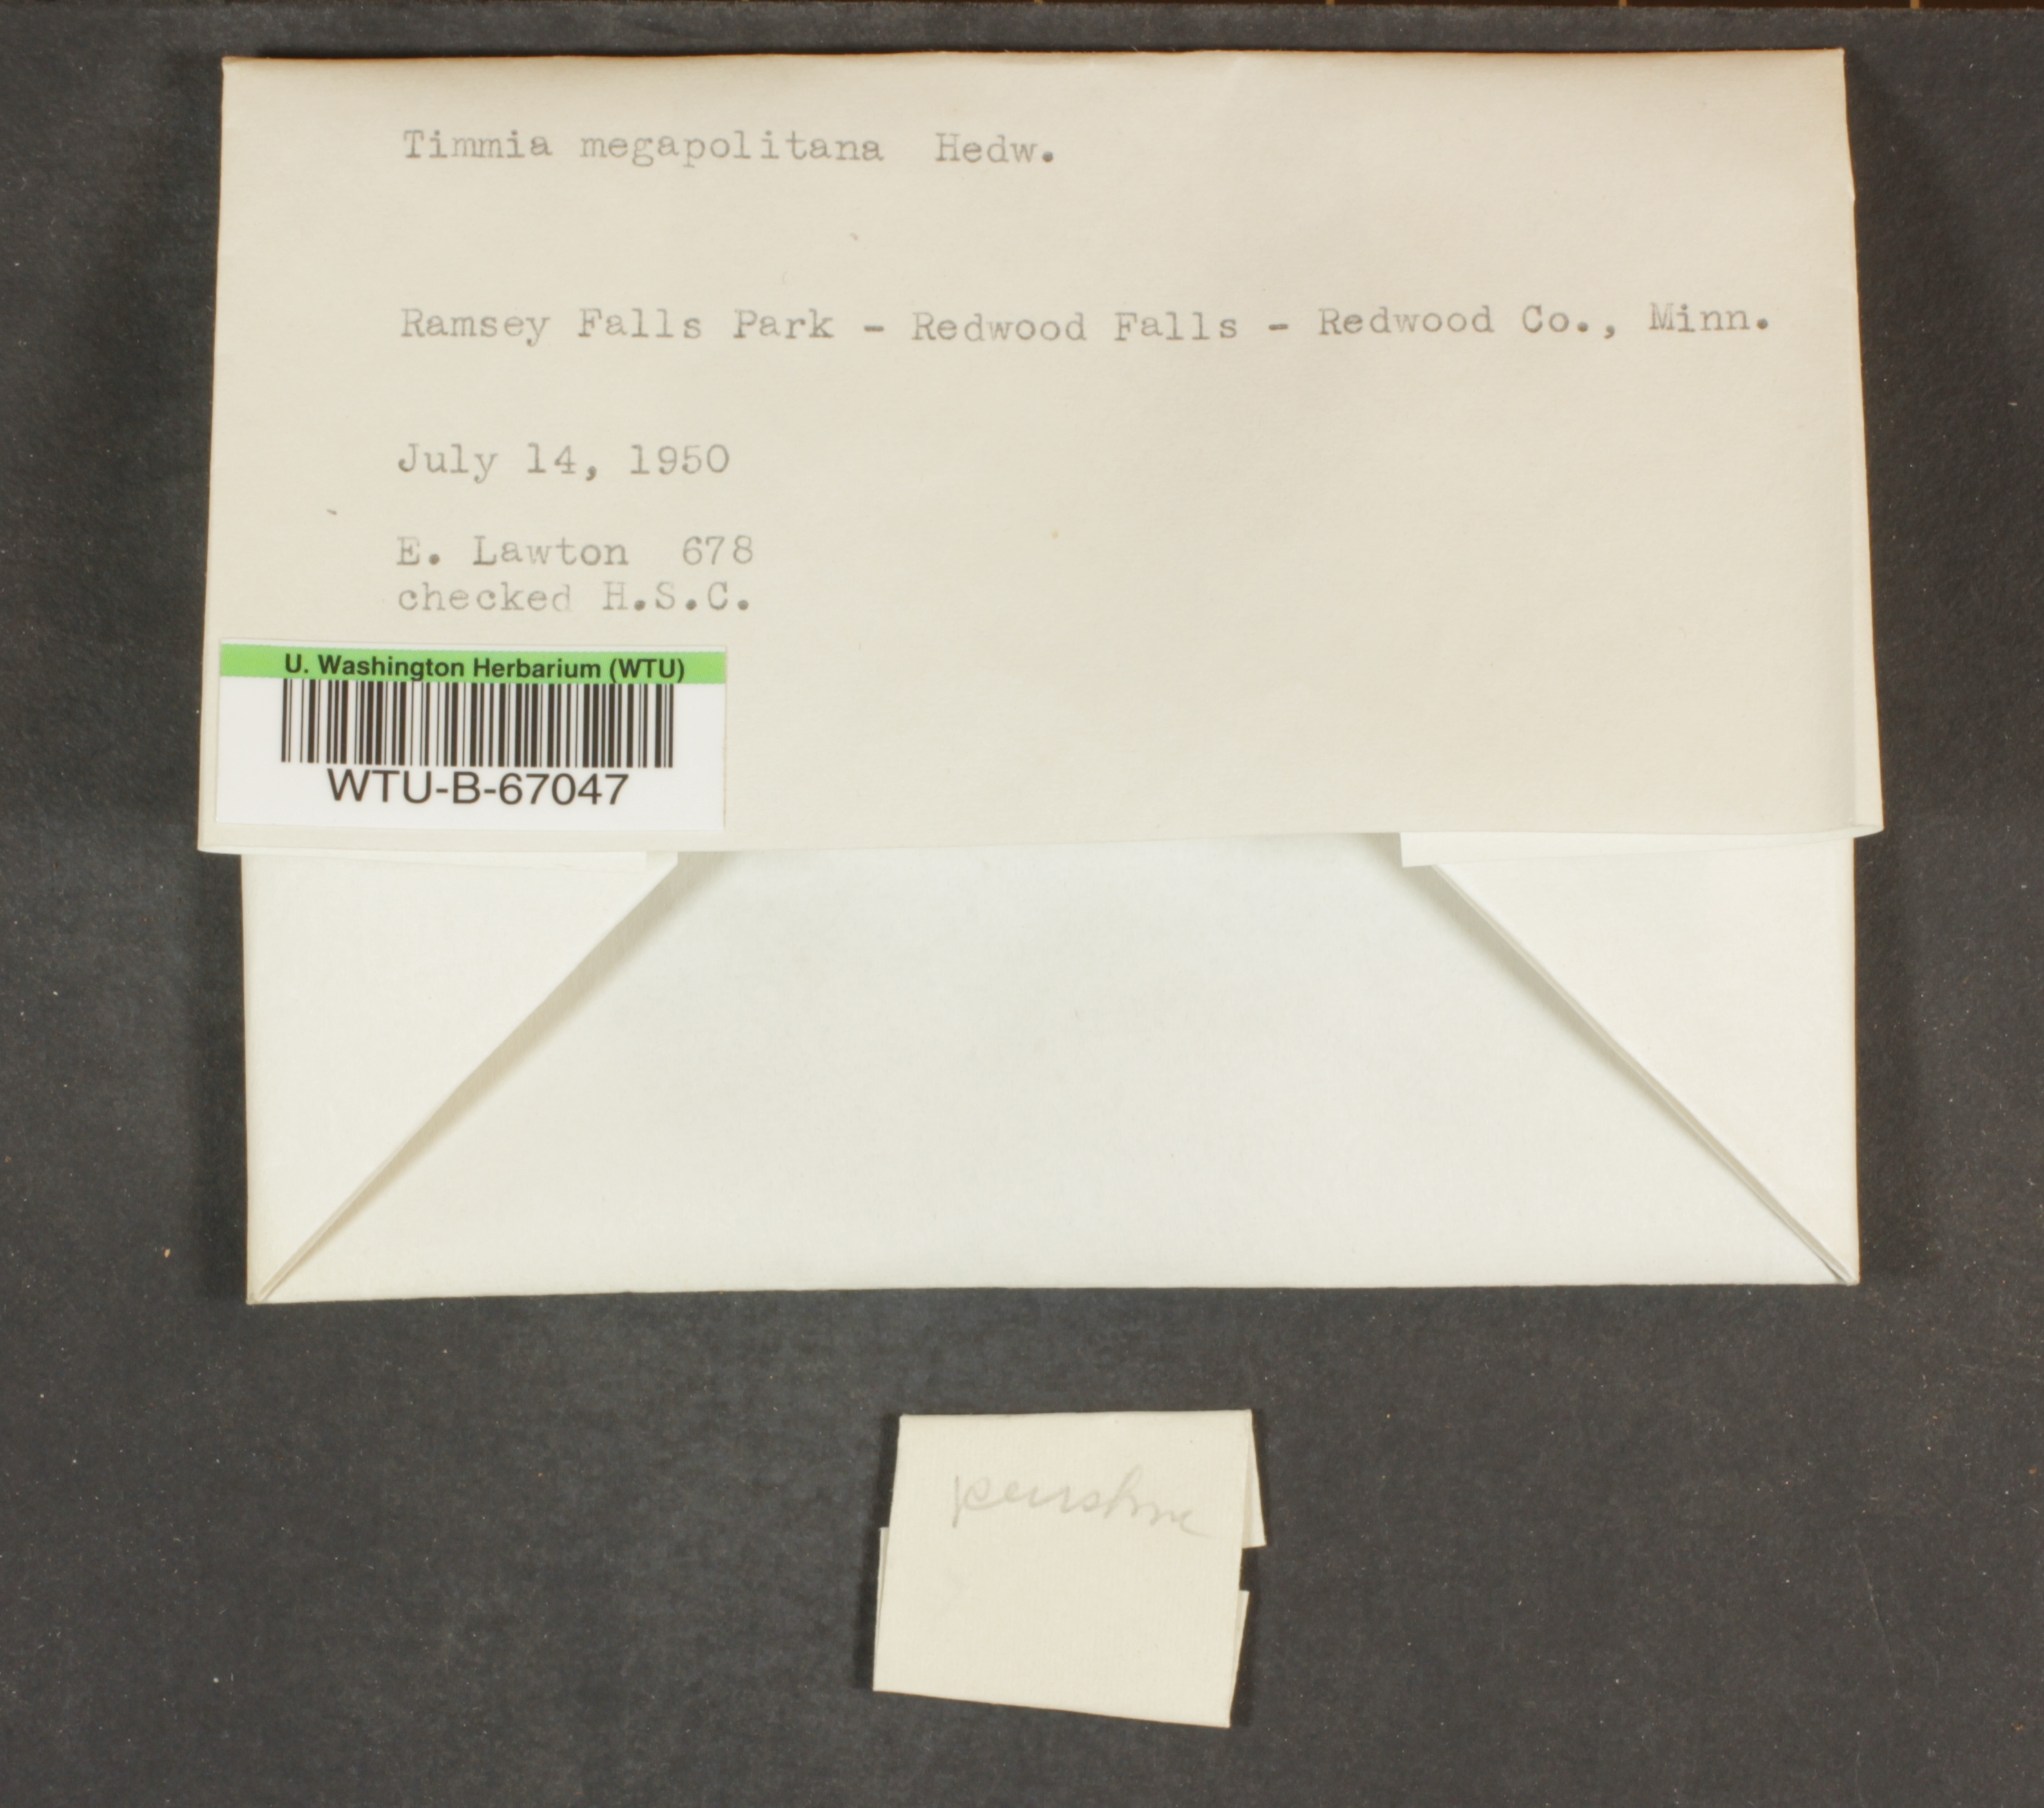 Timmia megapolitana Hedw.
Ramsey Falls Park - Redwood Falls - Redwood Co., Minn.
July 14, 1950
E. Lawton 678
checked H.S.C.
U. Washington Herbarium (WTU)
WTU-B-67047